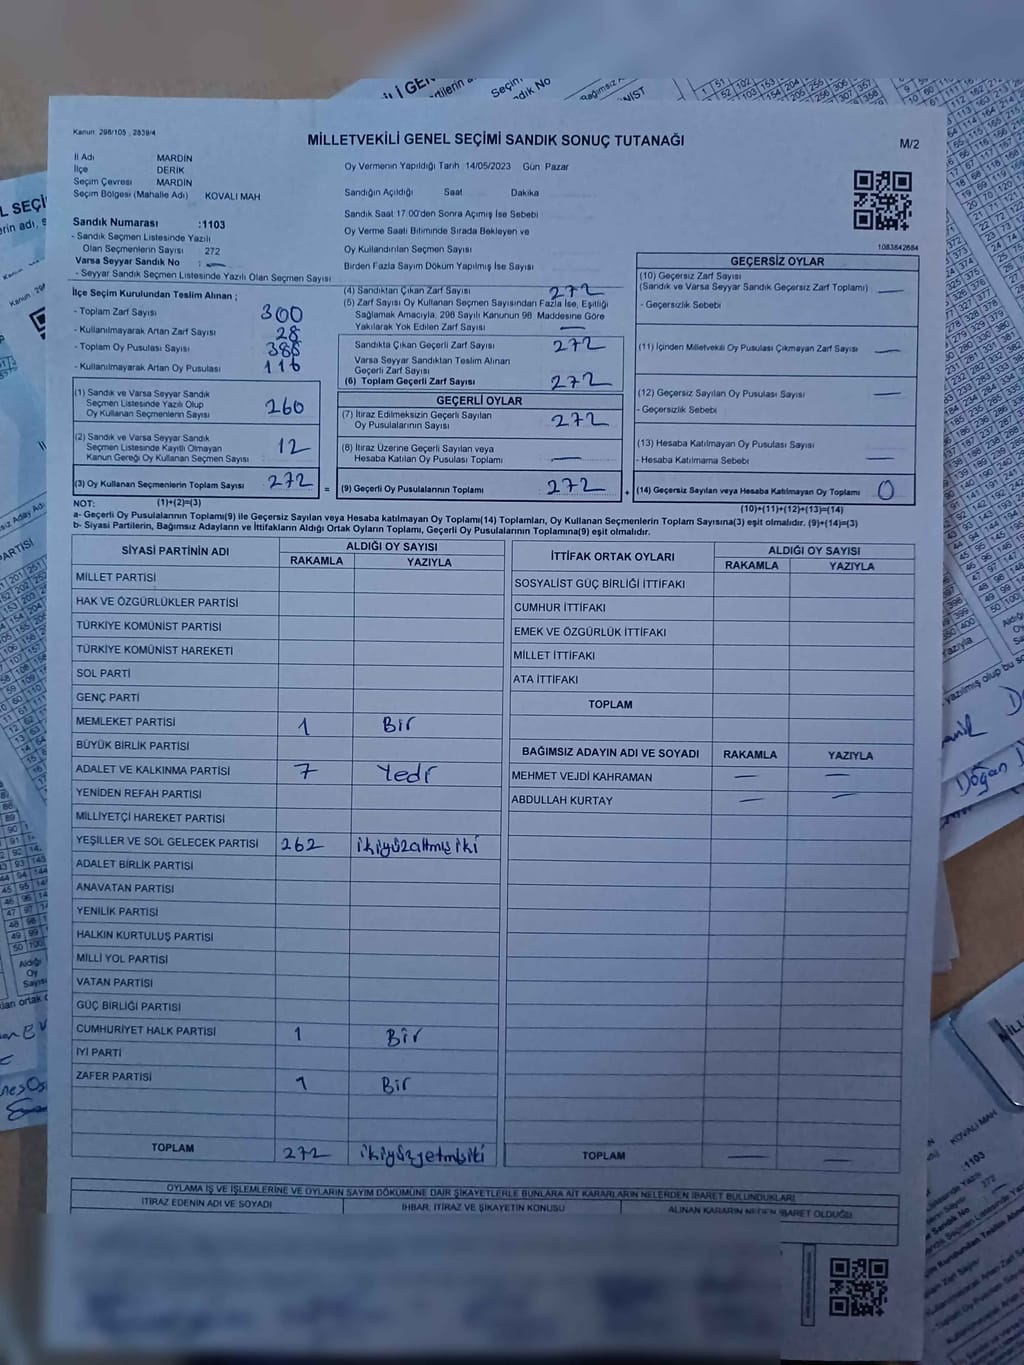 Kanun: 298/105 , 2839/4
MİLLETVEKİLİ GENEL SEÇİMİ SANDIK SONUÇ TUTANAĞI
M/2
İl Adı MARDİN
İlçe DERİK
Seçim Çevresi MARDİN
Seçim Bölgesi (Mahalle Adı) KOVALI MAH
Sandık Numarası :1103
- Sandık Seçmen Listesinde Yazılı
Olan Seçmenlerin Sayısı 272
Varsa Seyyar Sandık No : —
- Seyyar Sandık Seçmen Listesinde Yazılı Olan Seçmen Sayısı
Oy Vermenin Yapıldığı Tarih 14/05/2023 Gün Pazar
Sandığın Açıldığı Saat Dakika
Sandık Saat 17:00'den Sonra Açımış İse Sebebi
Oy Verme Saati Bitiminde Sırada Bekleyen ve
Oy Kullandırılan Seçmen Sayısı
Birden Fazla Sayım Döküm Yapılmış İse Sayısı
1083842684
İlçe Seçim Kurulundan Teslim Alınan ;
- Toplam Zarf Sayısı 300
- Kullanılmayarak Artan Zarf Sayısı 28
- Toplam Oy Pusulası Sayısı 388
- Kullanılmayarak Artan Oy Pusulası 116
(1) Sandık ve Varsa Seyyar Sandık
Seçmen Listesinde Yazılı Olup
Oy Kullanan Seçmenlerin Sayısı 260
(2) Sandık ve Varsa Seyyar Sandık
Seçmen Listesinde Kayıtlı Olmayan
Kanun Gereği Oy Kullanan Seçmen Sayısı 12
(3) Oy Kullanan Seçmenlerin Toplam Sayısı 272 =
(4) Sandıktan Çıkan Zarf Sayısı 272
(5) Zarf Sayısı Oy Kullanan Seçmen Sayısından Fazla İse, Eşitliği
Sağlamak Amacıyla, 298 Sayılı Kanunun 98 Maddesine Göre
Yakılarak Yok Edilen Zarf Sayısı —
Sandıkta Çıkan Geçerli Zarf Sayısı 272
Varsa Seyyar Sandıktan Teslim Alınan
Geçerli Zarf Sayısı
(6) Toplam Geçerli Zarf Sayısı 272
GEÇERLİ OYLAR
(7) İtiraz Edilmeksizin Geçerli Sayılan
Oy Pusulalarının Sayısı 272
(8) İtiraz Üzerine Geçerli Sayılan veya
Hesaba Katılan Oy Pusulası Toplamı —
(9) Geçerli Oy Pusulalarının Toplamı 272 +
GEÇERSİZ OYLAR
(10) Geçersiz Zarf Sayısı
(Sandık ve Varsa Seyyar Sandık Geçersiz Zarf Toplamı) —
- Geçersizlik Sebebi
(11) İçinden Milletvekili Oy Pusulası Çıkmayan Zarf Sayısı —
(12) Geçersiz Sayılan Oy Pusulası Sayısı —
- Geçersizlik Sebebi
(13) Hesaba Katılmayan Oy Pusulası Sayısı
- Hesaba Katılmama Sebebi —
(14) Geçersiz Sayılan veya Hesaba Katılmayan Oy Toplamı 0
NOT: (1)+(2)=(3)
(10)+(11)+(12)+(13)=(14)
a- Geçerli Oy Pusulalarının Toplamı(9) ile Geçersiz Sayılan veya Hesaba katılmayan Oy Toplamı(14) Toplamları, Oy Kullanan Seçmenlerin Toplam Sayısına(3) eşit olmalıdır. (9)+(14)=(3)
b- Siyasi Partilerin, Bağımsız Adayların ve İttifakların Aldığı Ortak Oyların Toplamı, Geçerli Oy Pusulalarının Toplamına(9) eşit olmalıdır.
SİYASİ PARTİNİN ADI ALDIĞI OY SAYISI
RAKAMLA YAZIYLA
MİLLET PARTİSİ
HAK VE ÖZGÜRLÜKLER PARTİSİ
TÜRKİYE KOMÜNİST PARTİSİ
TÜRKİYE KOMÜNİST HAREKETİ
SOL PARTİ
GENÇ PARTİ
MEMLEKET PARTİSİ 1 Bir
BÜYÜK BİRLİK PARTİSİ
ADALET VE KALKINMA PARTİSİ 7 Yedi
YENİDEN REFAH PARTİSİ
MİLLİYETÇİ HAREKET PARTİSİ
YEŞİLLER VE SOL GELECEK PARTİSİ 262 ikiyüzaltmışiki
ADALET BİRLİK PARTİSİ
ANAVATAN PARTİSİ
YENİLİK PARTİSİ
HALKIN KURTULUŞ PARTİSİ
MİLLİ YOL PARTİSİ
VATAN PARTİSİ
GÜÇ BİRLİĞİ PARTİSİ
CUMHURİYET HALK PARTİSİ 1 Bir
İYİ PARTİ
ZAFER PARTİSİ 1 Bir
TOPLAM 272 ikiyüzyetmişiki
İTTİFAK ORTAK OYLARI ALDIĞI OY SAYISI
RAKAMLA YAZIYLA
SOSYALİST GÜÇ BİRLİĞİ İTTİFAKI
CUMHUR İTTİFAKI
EMEK VE ÖZGÜRLÜK İTTİFAKI
MİLLET İTTİFAKI
ATA İTTİFAKI
TOPLAM
BAĞIMSIZ ADAYIN ADI VE SOYADI RAKAMLA YAZIYLA
MEHMET VEJDİ KAHRAMAN — —
ABDULLAH KURTAY — —
TOPLAM — —
OYLAMA İŞ VE İŞLEMLERİNE VE OYLARIN SAYIM DÖKÜMÜNE DAİR ŞİKAYETLERLE BUNLARA AİT KARARLARIN NELERDEN İBARET BULUNDUKLARI
İTİRAZ EDENİN ADI VE SOYADI İHBAR, İTİRAZ VE ŞİKAYETİN KONUSU ALINAN KARARIN NEDEN İBARET OLDUĞU